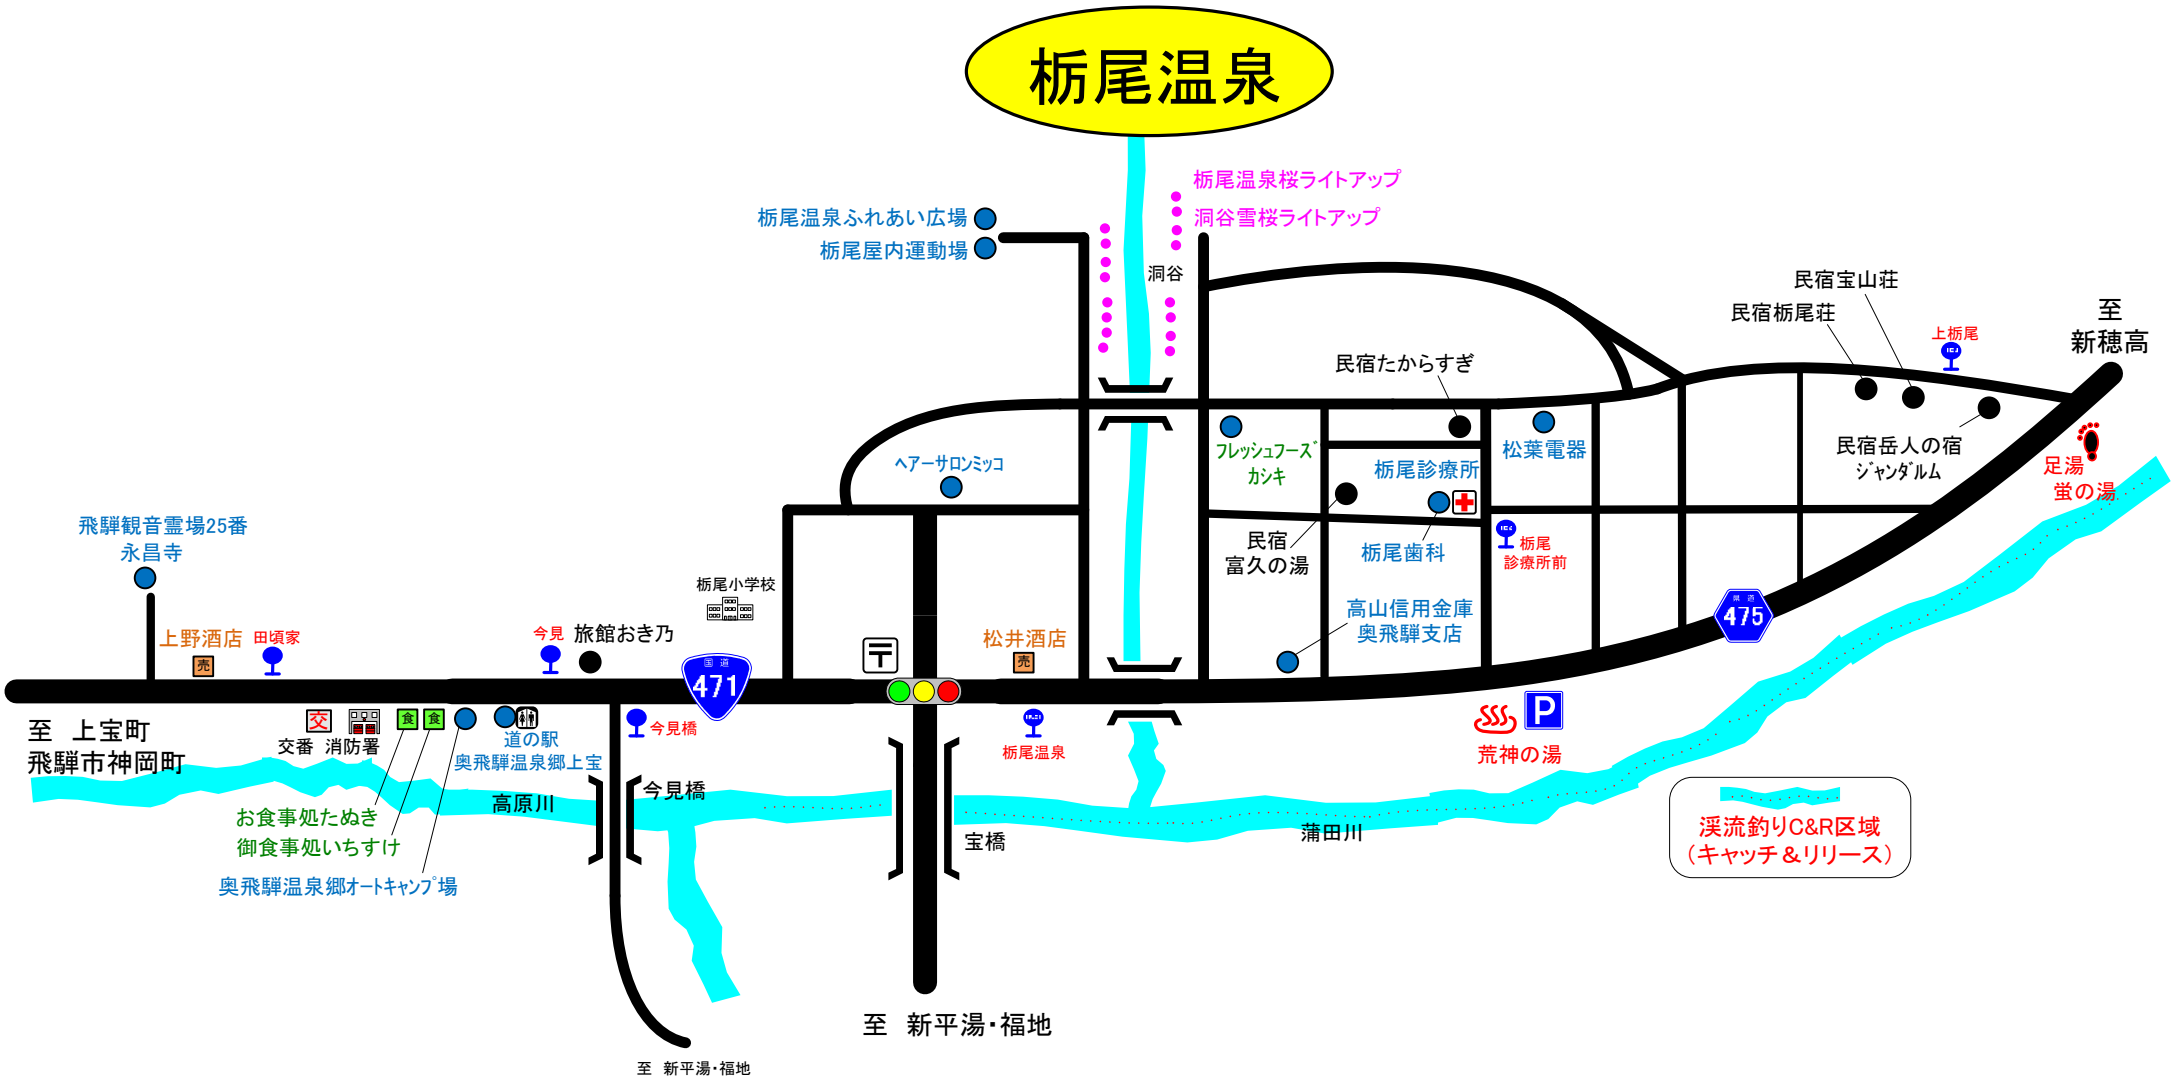 栃尾温泉
栃尾温泉桜ライトアップ
洞谷雪桜ライトアップ
栃尾温泉ふれあい広場
栃尾屋内運動場
洞谷
民宿宝山荘
民宿栃尾荘
上栃尾
至
新穂高
民宿たからすぎ
フレッシュフーズ
カシキ
栃尾診療所
松葉電器
民宿岳人の宿
ジャンダルム
足湯
蛍の湯
ヘアーサロンミッコ
飛騨観音霊場25番
永昌寺
民宿
富久の湯
栃尾歯科
栃尾
診療所前
栃尾小学校
高山信用金庫
奥飛騨支店
県道
475
上野酒店
売
田頃家
今見
旅館おき乃
国道
471
〒
松井酒店
売
至 上宝町
飛騨市神岡町
交
交番
消防署
食
食
道の駅
奥飛騨温泉郷上宝
今見橋
栃尾温泉
P
荒神の湯
高原川
今見橋
宝橋
蒲田川
お食事処たぬき
御食事処いちすけ
奥飛騨温泉郷オートキャンプ場
渓流釣りC&R区域
(キャッチ&リリース)
至 新平湯・福地
至 新平湯・福地